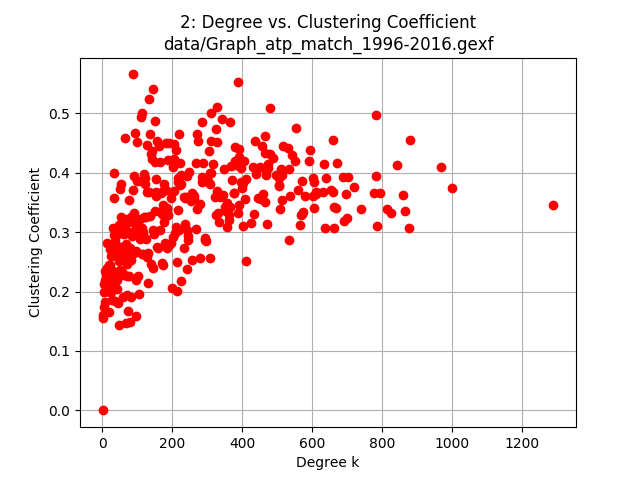 2: Degree vs. Clustering Coefficient
data/Graph_atp_match_1996-2016.gexf
Clustering Coefficient
0.5
0.4
0.3
0.2
0.1
0.0
0 200 400 600 800 1000 1200
Degree k